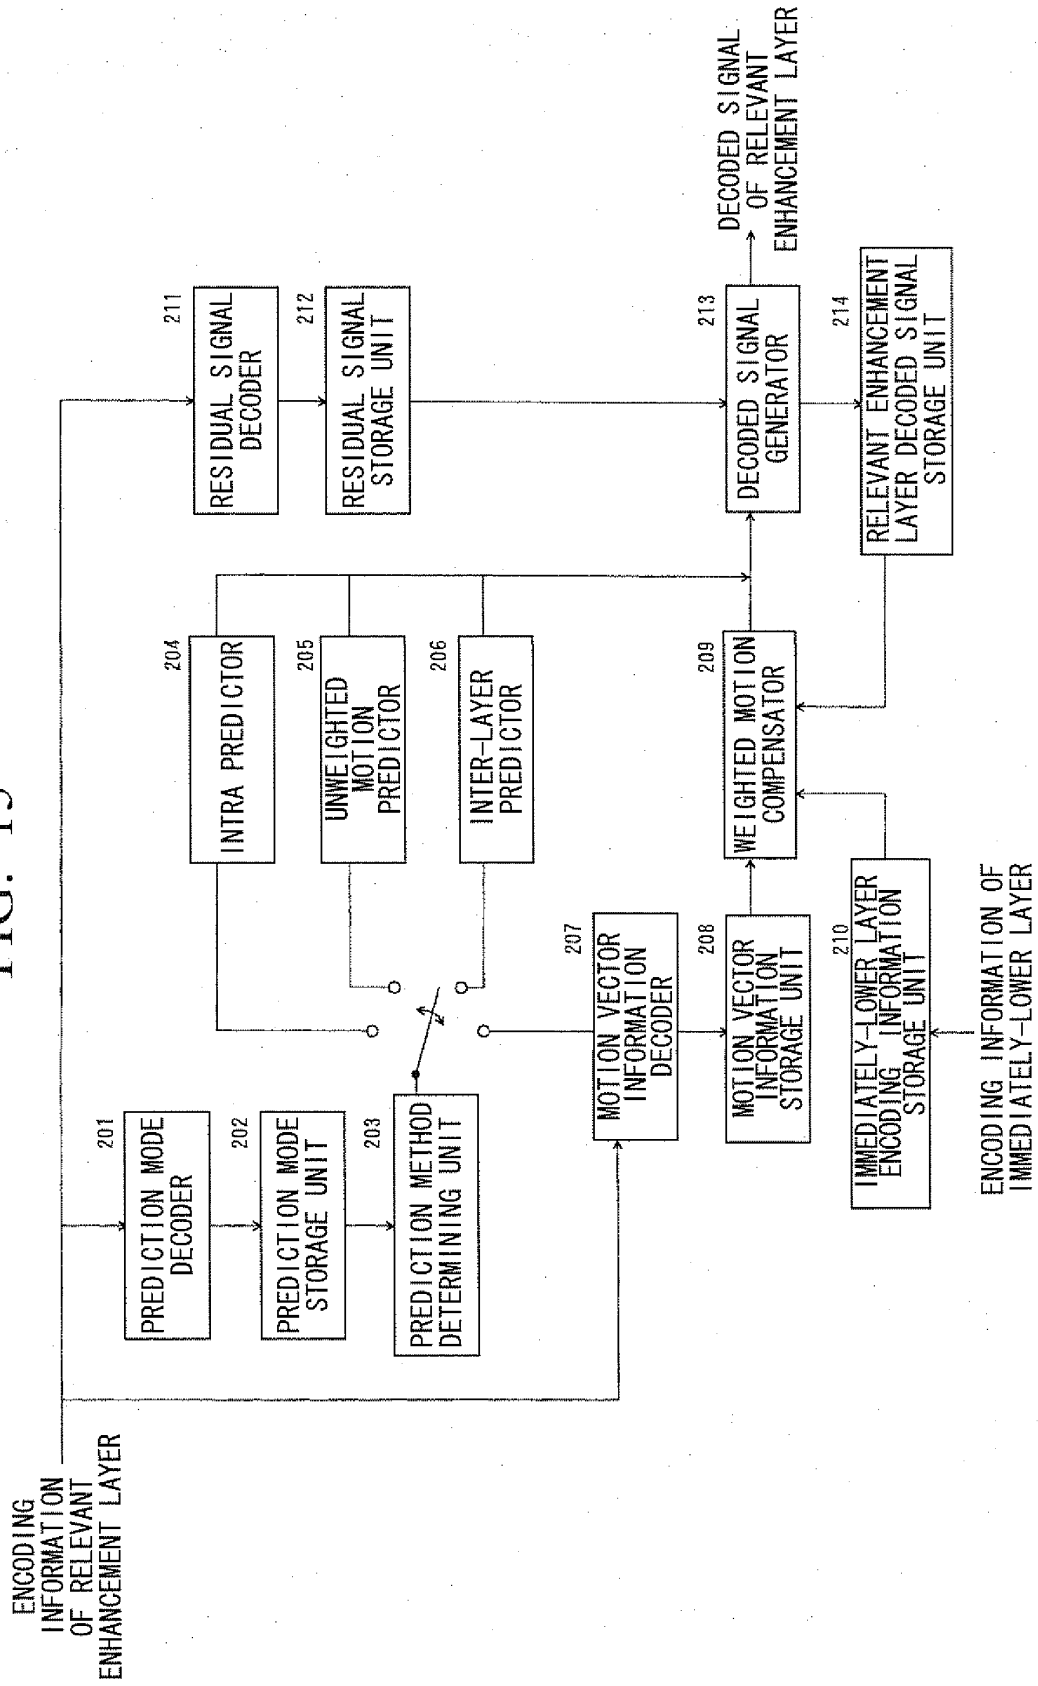 FIG. 15
ENCODING
INFORMATION
OF RELEVANT
ENHANCEMENT LAYER
201
PREDICTION MODE
DECODER
202
PREDICTION MODE
STORAGE UNIT
203
PREDICTION METHOD
DETERMINING UNIT
204
INTRA PREDICTOR
205
UNWEIGHTED
MOTION
PREDICTOR
206
INTER-LAYER
PREDICTOR
207
MOTION VECTOR
INFORMATION
DECODER
208
MOTION VECTOR
INFORMATION
STORAGE UNIT
209
WEIGHTED MOTION
COMPENSATOR
210
IMMEDIATELY-LOWER LAYER
ENCODING INFORMATION
STORAGE UNIT
ENCODING INFORMATION OF
IMMEDIATELY-LOWER LAYER
211
RESIDUAL SIGNAL
DECODER
212
RESIDUAL SIGNAL
STORAGE UNIT
213
DECODED SIGNAL
GENERATOR
214
RELEVANT ENHANCEMENT
LAYER DECODED SIGNAL
STORAGE UNIT
DECODED SIGNAL
OF RELEVANT
ENHANCEMENT LAYER